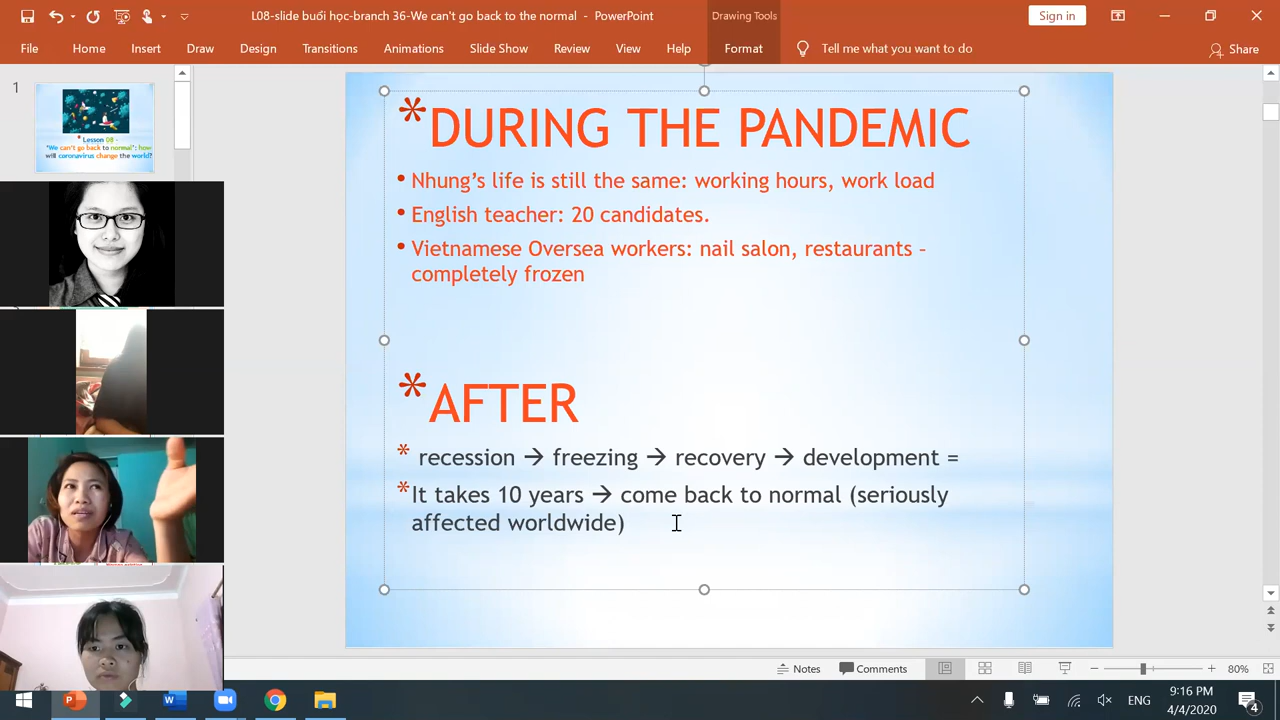 L08-slide buổi học-branch 36-We can't go back to the normal - PowerPoint
Drawing Tools
Sign in
File Home Insert Draw Design Transitions Animations Slide Show Review View Help Format Tell me what you want to do Share
1
* Lesson 08 -
"We can't go back to normal": how
will coronavirus change the world?
*DURING THE PANDEMIC
• Nhung's life is still the same: working hours, work load
• English teacher: 20 candidates.
• Vietnamese Oversea workers: nail salon, restaurants –
completely frozen
*AFTER
* recession → freezing → recovery → development =
*It takes 10 years → come back to normal (seriously
affected worldwide)
Notes Comments 80%
ENG
9:16 PM
4/4/2020
4